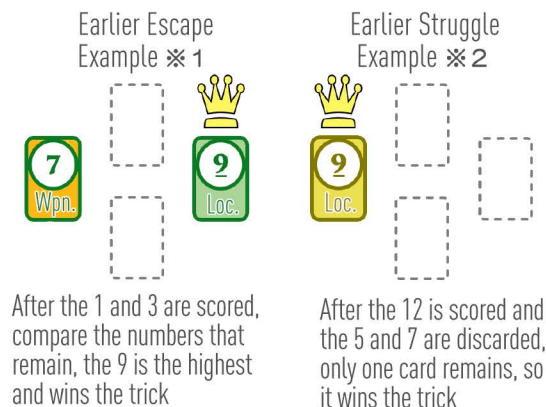 Earlier Escape
Example ※1
7
Wpn.
9
Loc.
After the 1 and 3 are scored,
compare the numbers that
remain, the 9 is the highest
and wins the trick
Earlier Struggle
Example ※2
9
Loc.
After the 12 is scored and
the 5 and 7 are discarded,
only one card remains, so
it wins the trick